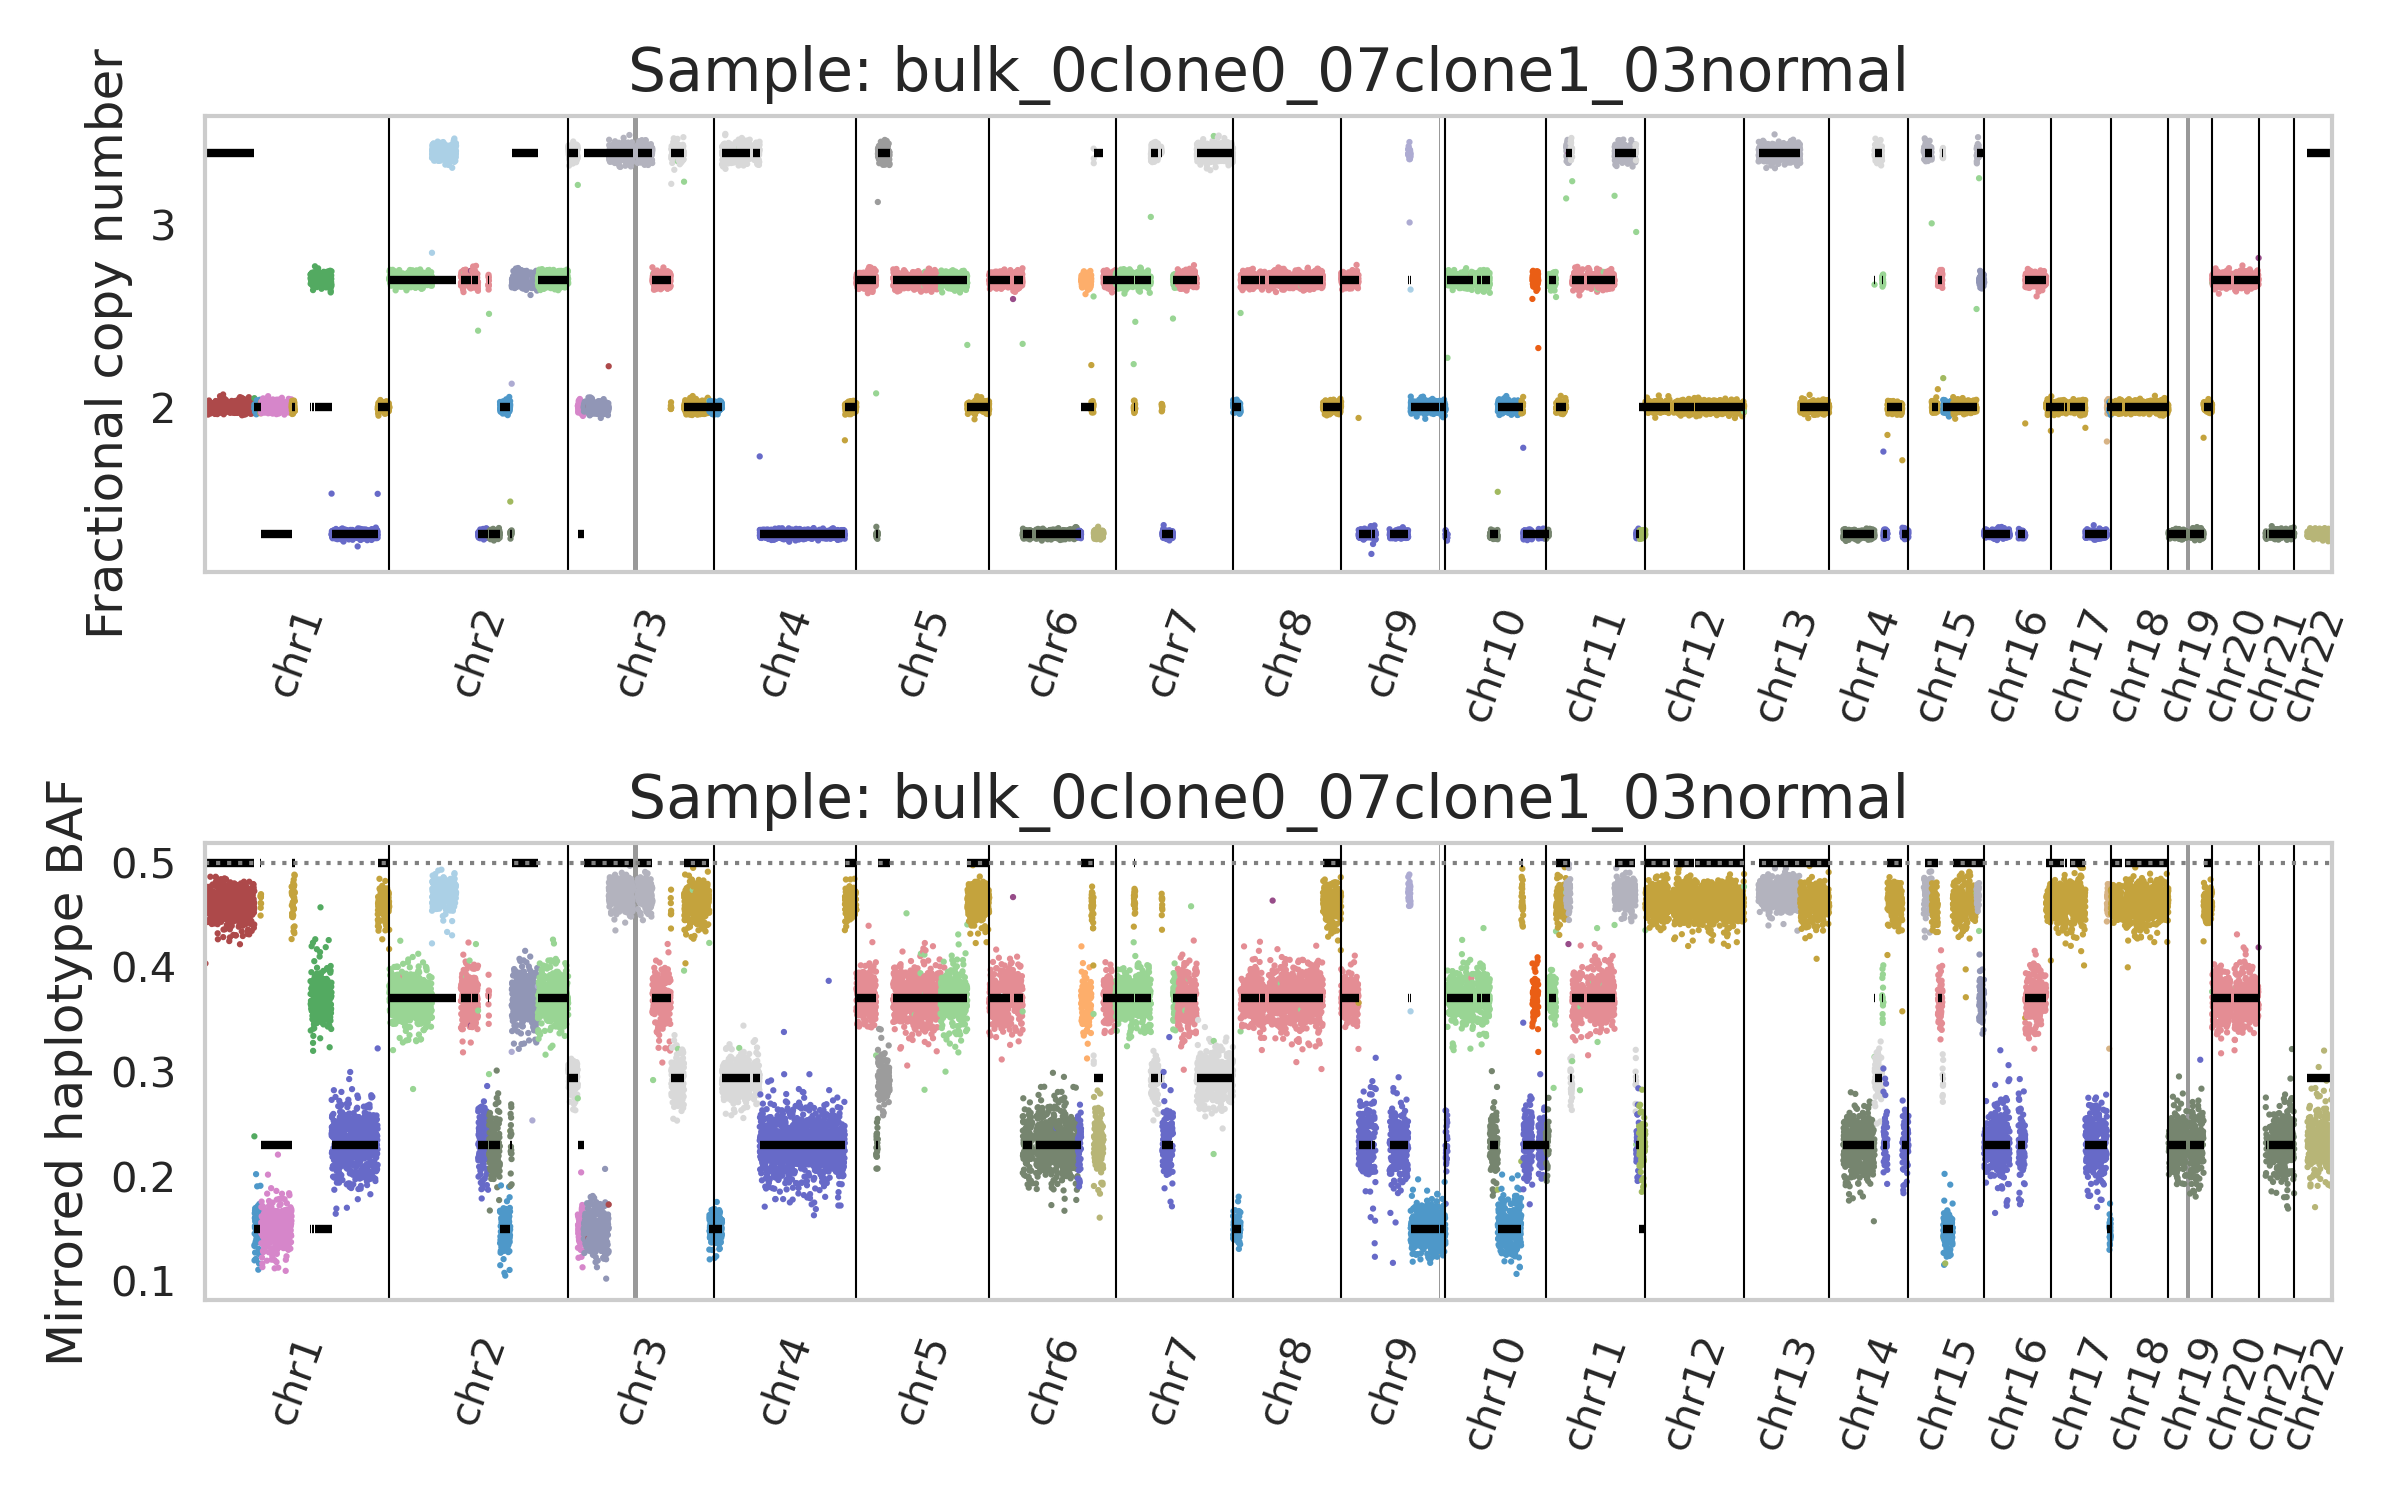 Sample: bulk_0clone0_07clone1_03normal
Fractional copy number
3
2
chr1 chr2 chr3 chr4 chr5 chr6 chr7 chr8 chr9 chr10 chr11 chr12 chr13 chr14 chr15 chr16 chr17 chr18 chr19 chr20 chr21 chr22
Sample: bulk_0clone0_07clone1_03normal
Mirrored haplotype BAF
0.5
0.4
0.3
0.2
0.1
chr1 chr2 chr3 chr4 chr5 chr6 chr7 chr8 chr9 chr10 chr11 chr12 chr13 chr14 chr15 chr16 chr17 chr18 chr19 chr20 chr21 chr22